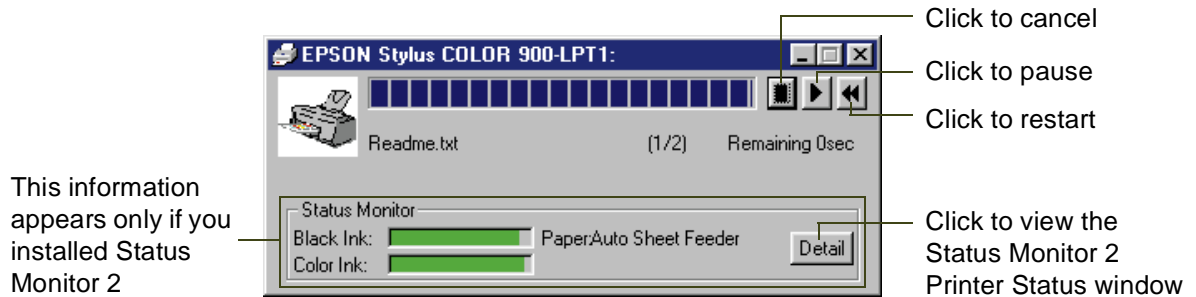 Click to cancel
EPSON Stylus COLOR 900-LPT1:
Click to pause
Click to restart
Readme.txt (1/2) Remaining 0sec
This information
appears only if you
installed Status
Monitor 2
Status Monitor
Black Ink: Paper:Auto Sheet Feeder
Color Ink:
Detail
Click to view the
Status Monitor 2
Printer Status window